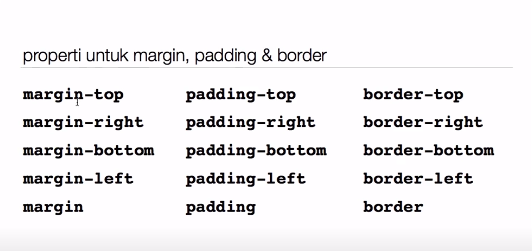 properti untuk margin, padding & border
margin-top padding-top border-top
margin-right padding-right border-right
margin-bottom padding-bottom border-bottom
margin-left padding-left border-left
margin padding border